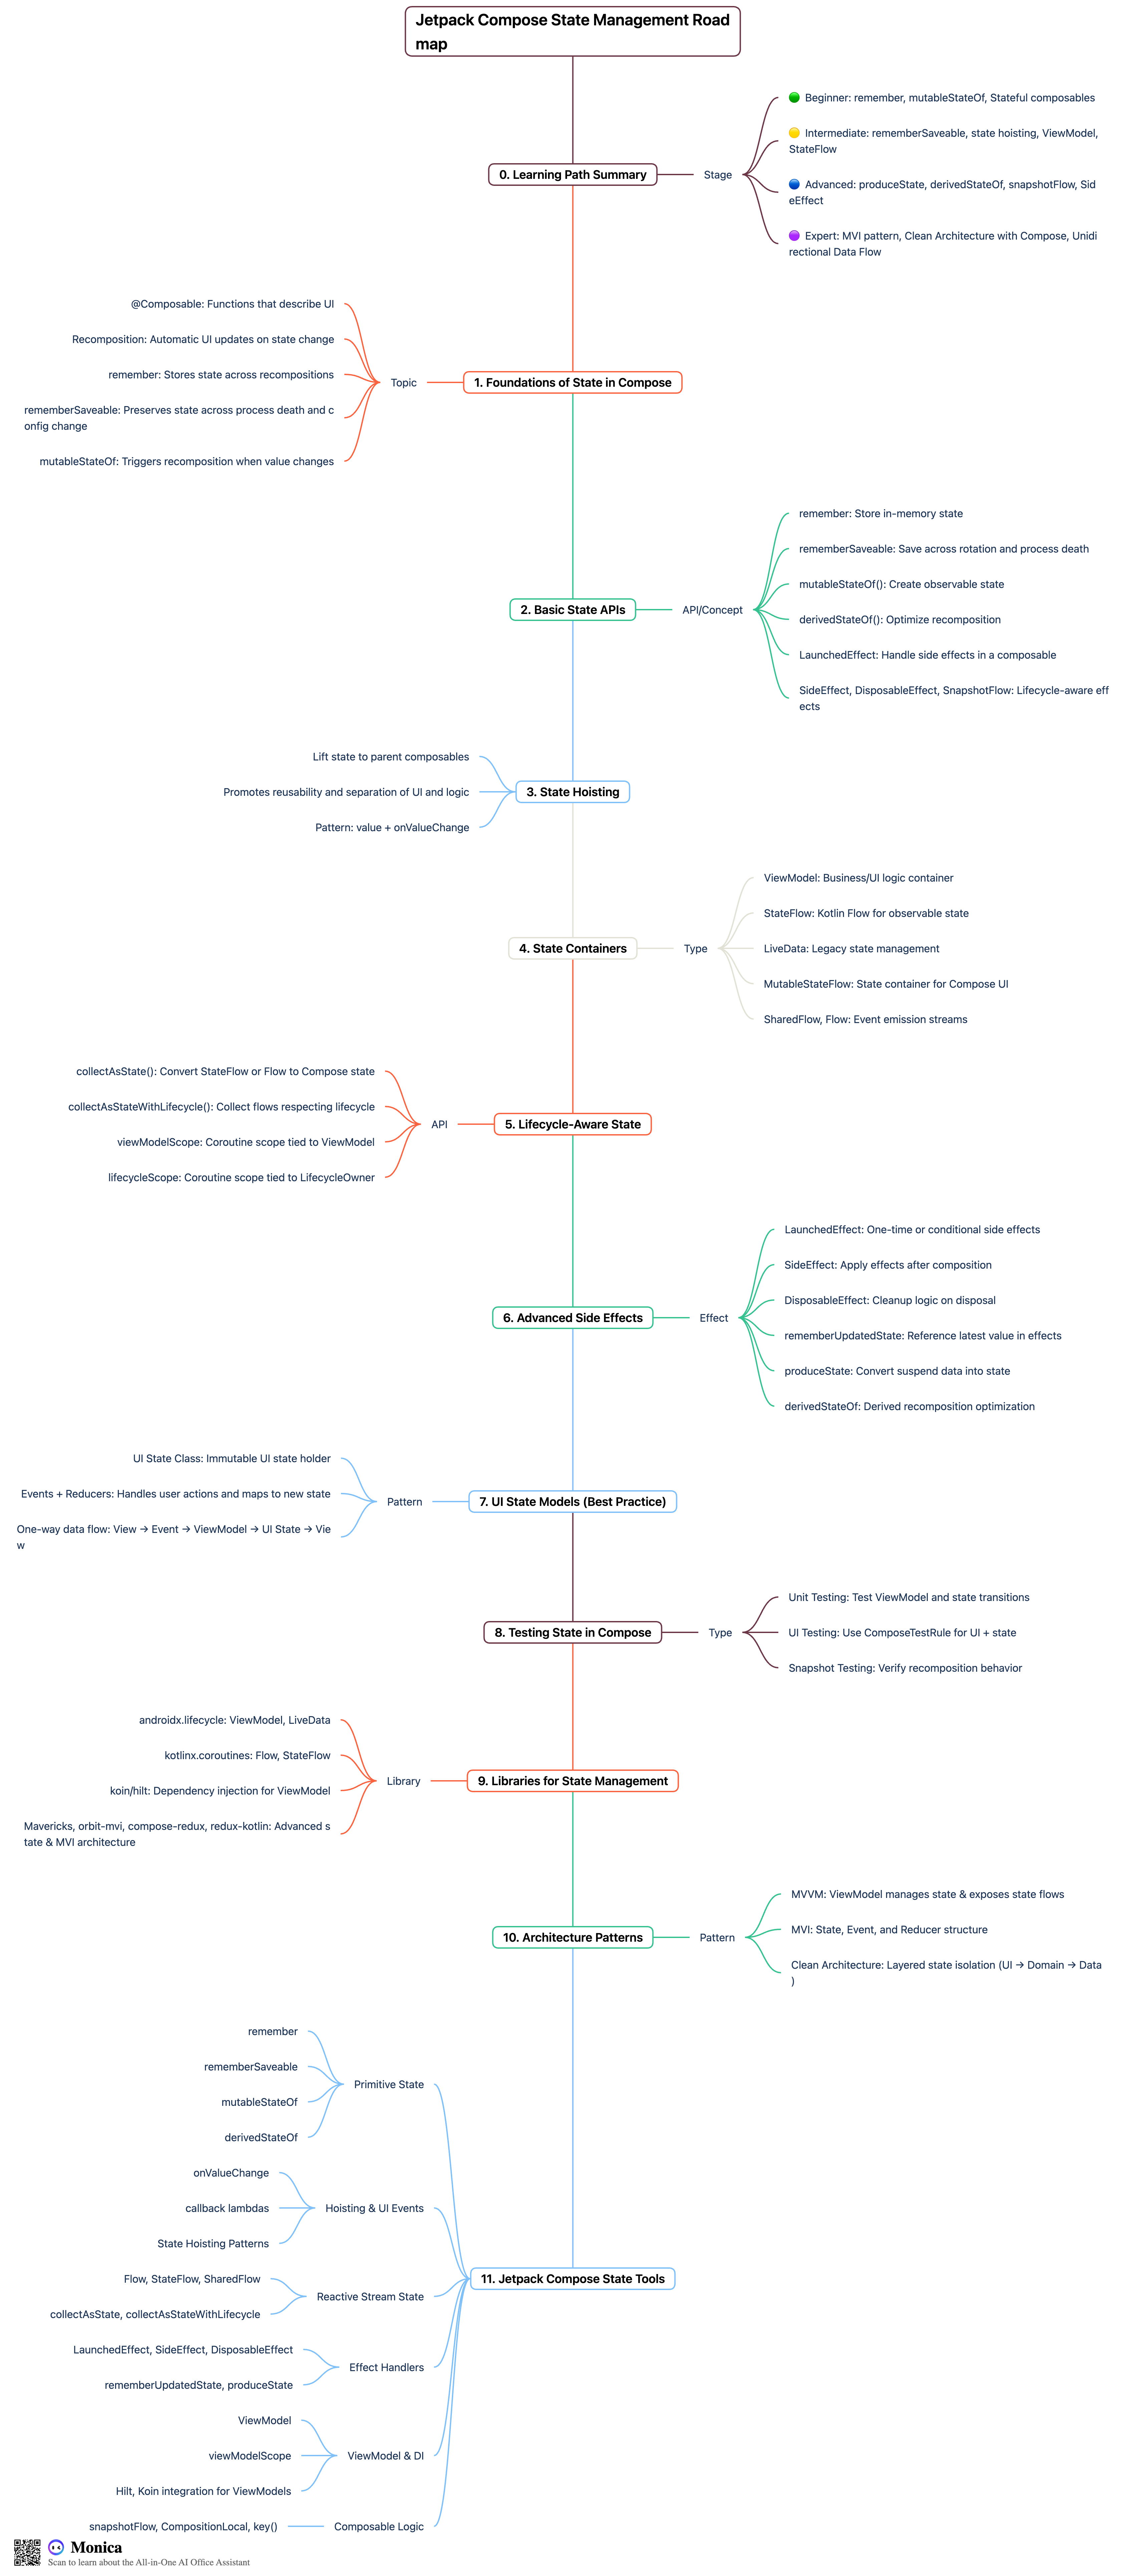 Jetpack Compose State Management Road
map
0. Learning Path Summary
Stage
🟢 Beginner: remember, mutableStateOf, Stateful composables
🟡 Intermediate: rememberSaveable, state hoisting, ViewModel,
StateFlow
🔵 Advanced: produceState, derivedStateOf, snapshotFlow, Sid
eEffect
🟣 Expert: MVI pattern, Clean Architecture with Compose, Unidi
rectional Data Flow
1. Foundations of State in Compose
Topic
@Composable: Functions that describe UI
Recomposition: Automatic UI updates on state change
remember: Stores state across recompositions
rememberSaveable: Preserves state across process death and c
onfig change
mutableStateOf: Triggers recomposition when value changes
2. Basic State APIs
API/Concept
remember: Store in-memory state
rememberSaveable: Save across rotation and process death
mutableStateOf(): Create observable state
derivedStateOf(): Optimize recomposition
LaunchedEffect: Handle side effects in a composable
SideEffect, DisposableEffect, SnapshotFlow: Lifecycle-aware eff
ects
3. State Hoisting
Lift state to parent composables
Promotes reusability and separation of UI and logic
Pattern: value + onValueChange
4. State Containers
Type
ViewModel: Business/UI logic container
StateFlow: Kotlin Flow for observable state
LiveData: Legacy state management
MutableStateFlow: State container for Compose UI
SharedFlow, Flow: Event emission streams
5. Lifecycle-Aware State
API
collectAsState(): Convert StateFlow or Flow to Compose state
collectAsStateWithLifecycle(): Collect flows respecting lifecycle
viewModelScope: Coroutine scope tied to ViewModel
lifecycleScope: Coroutine scope tied to LifecycleOwner
6. Advanced Side Effects
Effect
LaunchedEffect: One-time or conditional side effects
SideEffect: Apply effects after composition
DisposableEffect: Cleanup logic on disposal
rememberUpdatedState: Reference latest value in effects
produceState: Convert suspend data into state
derivedStateOf: Derived recomposition optimization
7. UI State Models (Best Practice)
Pattern
UI State Class: Immutable UI state holder
Events + Reducers: Handles user actions and maps to new state
One-way data flow: View → Event → ViewModel → UI State → Vie
w
8. Testing State in Compose
Type
Unit Testing: Test ViewModel and state transitions
UI Testing: Use ComposeTestRule for UI + state
Snapshot Testing: Verify recomposition behavior
9. Libraries for State Management
Library
androidx.lifecycle: ViewModel, LiveData
kotlinx.coroutines: Flow, StateFlow
koin/hilt: Dependency injection for ViewModel
Mavericks, orbit-mvi, compose-redux, redux-kotlin: Advanced s
tate & MVI architecture
10. Architecture Patterns
Pattern
MVVM: ViewModel manages state & exposes state flows
MVI: State, Event, and Reducer structure
Clean Architecture: Layered state isolation (UI → Domain → Data
)
11. Jetpack Compose State Tools
Primitive State
remember
rememberSaveable
mutableStateOf
derivedStateOf
Hoisting & UI Events
onValueChange
callback lambdas
State Hoisting Patterns
Reactive Stream State
Flow, StateFlow, SharedFlow
collectAsState, collectAsStateWithLifecycle
Effect Handlers
LaunchedEffect, SideEffect, DisposableEffect
rememberUpdatedState, produceState
ViewModel & DI
ViewModel
viewModelScope
Hilt, Koin integration for ViewModels
Composable Logic
snapshotFlow, CompositionLocal, key()
Monica
Scan to learn about the All-in-One AI Office Assistant